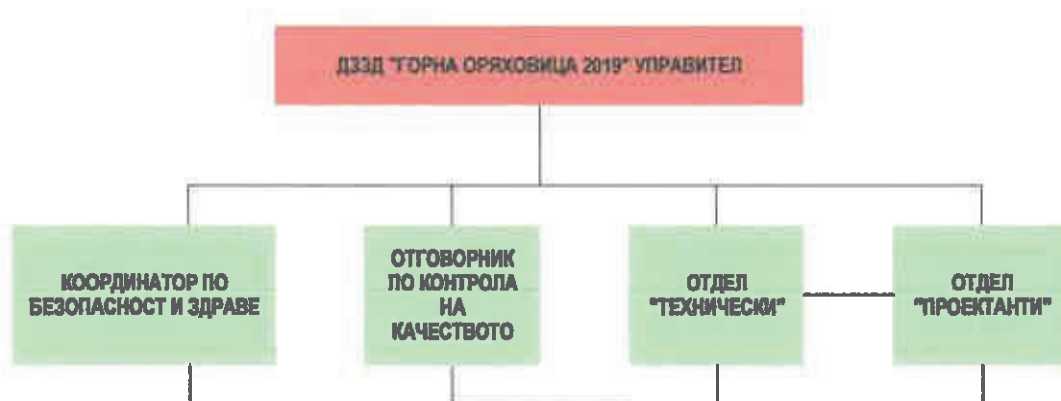 ДЗЗД "ГОРНА ОРЯХОВИЦА 2019" УПРАВИТЕЛ
КООРДИНАТОР ПО
БЕЗОПАСНОСТ И ЗДРАВЕ
ОТГОВОРНИК
ПО КОНТРОЛА
НА
КАЧЕСТВОТО
ОТДЕЛ
"ТЕХНИЧЕСКИ"
ОТДЕЛ
"ПРОЕКТАНТИ"